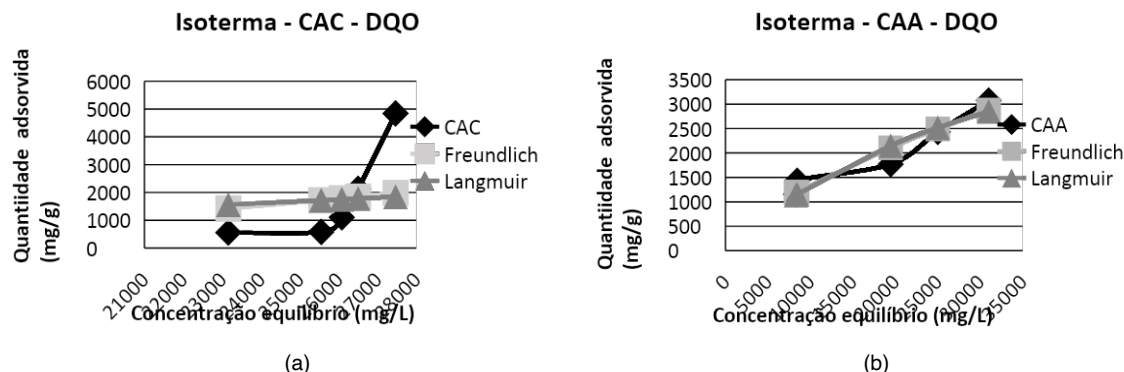 Isoterma - CAC - DQO
Quantiidade adsorvida
(mg/g)
6000
5000
4000
3000
2000
1000
0
21000
22000
23000
24000
25000
26000
27000
28000
Concentração equilíbrio (mg/L)
CAC
Freundlich
Langmuir
(a)
Isoterma - CAA - DQO
Quantiidade adsorvida
(mg/g)
3500
3000
2500
2000
1500
1000
500
0
0
5000
10000
15000
20000
25000
30000
35000
Concentração equilíbrio (mg/L)
CAA
Freundlich
Langmuir
(b)